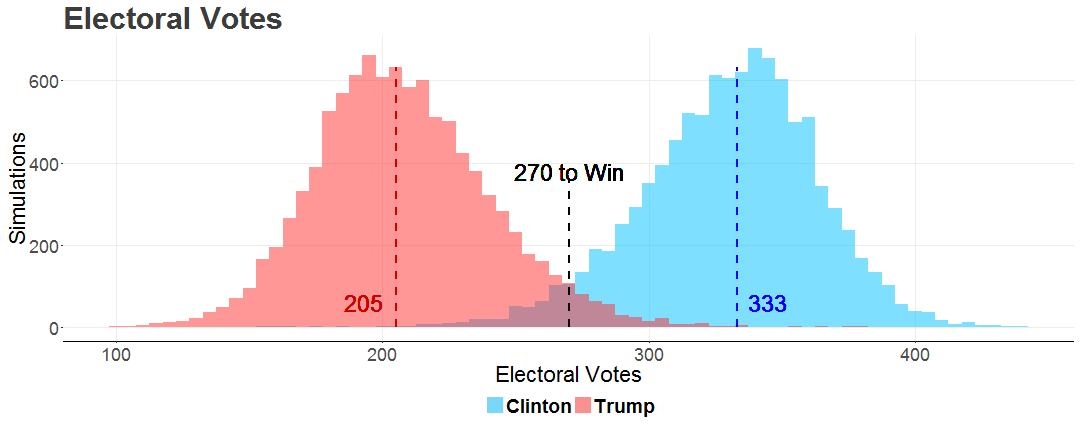 Electoral Votes
600
400
200
0
Simulations
270 to Win
205
333
100 200 300 400
Electoral Votes
Clinton Trump